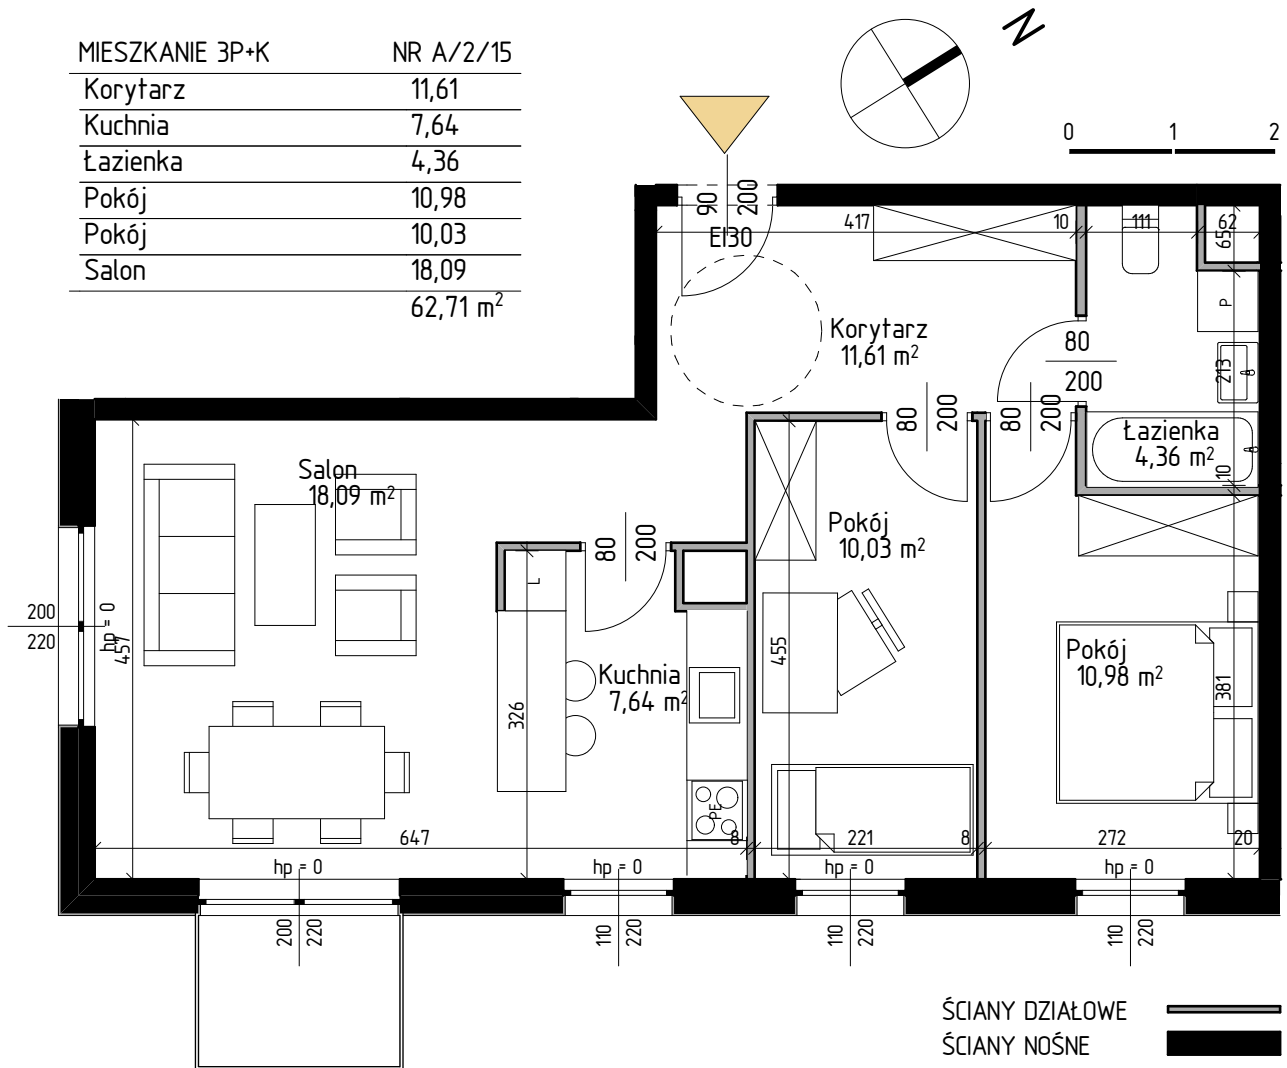 MIESZKANIE 3P+K NR A/2/15
Korytarz 11,61
Kuchnia 7,64
Łazienka 4,36
Pokój 10,98
Pokój 10,03
Salon 18,09
62,71 m²
N
0 1 2
90
200
EI30
417 10 111 62
65
P
Korytarz
11,61 m²
80
200
213
80
200
80
200
Łazienka
4,36 m²
10
Salon
18,09 m²
Pokój
10,03 m²
80
200
L
200
220
hp = 0
457
Kuchnia
7,64 m²
326
455
Pokój
10,98 m²
381
PE
647 8 221 8 272 20
hp = 0 hp = 0 hp = 0 hp = 0
200
220
110
220
110
220
110
220
ŚCIANY DZIAŁOWE
ŚCIANY NOŚNE